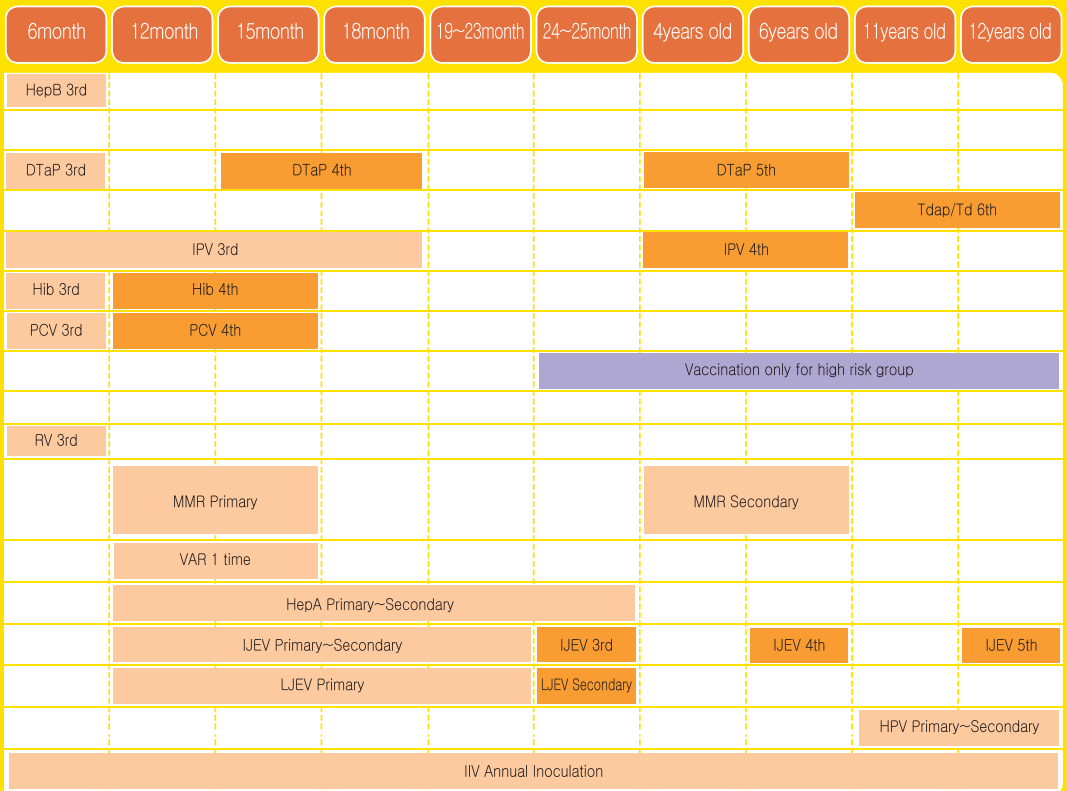 6month 12month 15month 18month 19~23month 24~25month 4years old 6years old 11years old 12years old
HepB 3rd
DTaP 3rd DTaP 4th DTaP 5th
Tdap/Td 6th
IPV 3rd IPV 4th
Hib 3rd Hib 4th
PCV 3rd PCV 4th
Vaccination only for high risk group
RV 3rd
MMR Primary MMR Secondary
VAR 1 time
HepA Primary~Secondary
IJEV Primary~Secondary IJEV 3rd IJEV 4th IJEV 5th
LJEV Primary LJEV Secondary
HPV Primary~Secondary
IIV Annual Inoculation